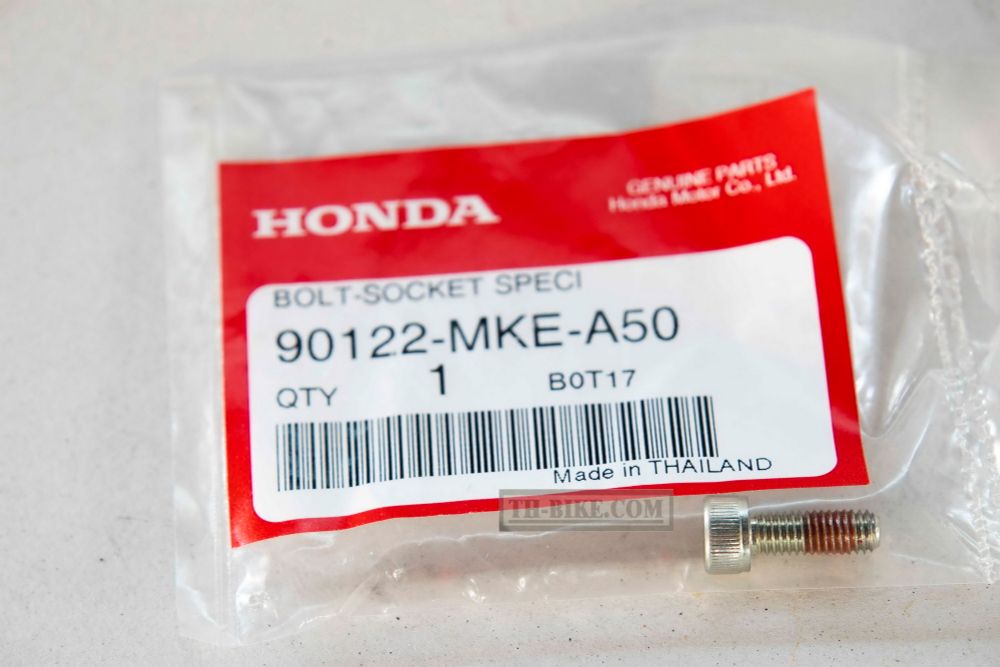 HONDA
GENUINE PARTS
Honda Motor Co., Ltd.
BOLT-SOCKET SPECI
90122-MKE-A50
QTY 1 B0T17
Made in THAILAND
TH-BIKE.COM